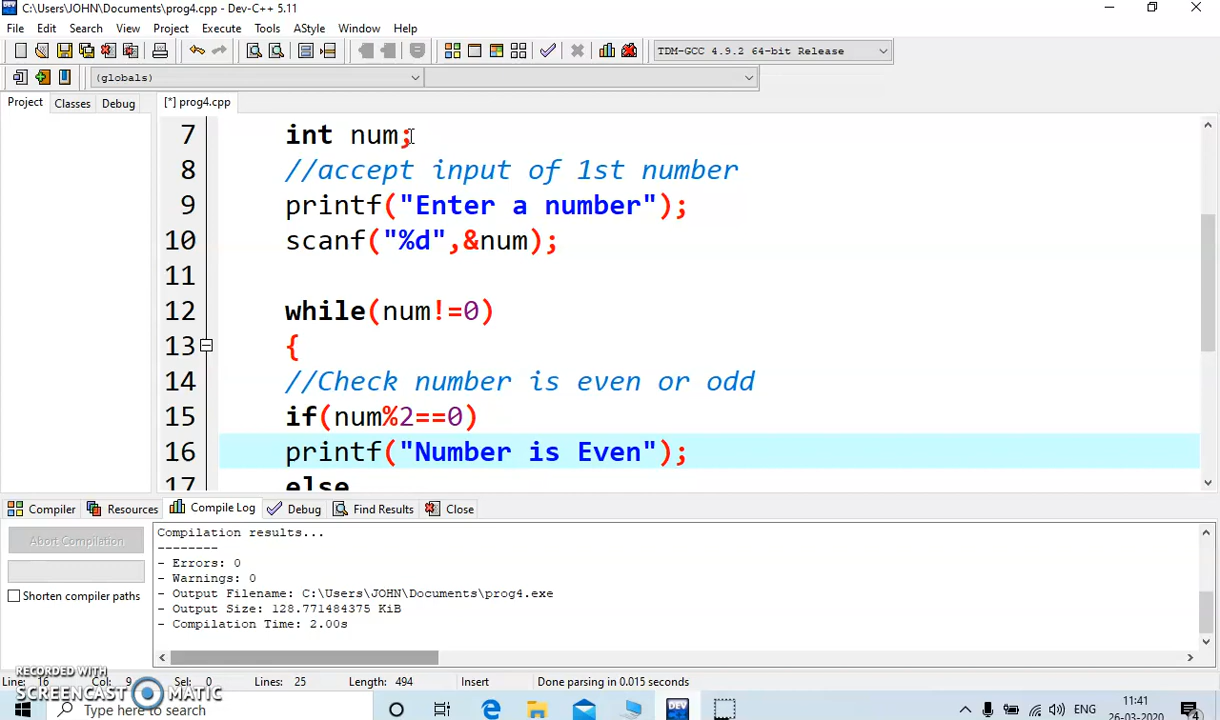 C:\Users\JOHN\Documents\prog4.cpp - Dev-C++ 5.11
File Edit Search View Project Execute Tools AStyle Window Help
TDM-GCC 4.9.2 64-bit Release
(globals)
Project Classes Debug [*] prog4.cpp
7 int num;
8 //accept input of 1st number
9 printf("Enter a number");
10 scanf("%d",&num);
11
12 while(num!=0)
13 {
14 //Check number is even or odd
15 if(num%2==0)
16 printf("Number is Even");
17 else
Compiler Resources Compile Log Debug Find Results Close
Abort Compilation
Shorten compiler paths
Compilation results...
--------
- Errors: 0
- Warnings: 0
- Output Filename: C:\Users\JOHN\Documents\prog4.exe
- Output Size: 128.771484375 KiB
- Compilation Time: 2.00s
Line: 16 Col: 9 Sel: 0 Lines: 25 Length: 494 Insert Done parsing in 0.015 seconds
RECORDED WITH
SCREENCAST MATIC
Type here to search
DEV
ENG
11:41
26-03-2020
4